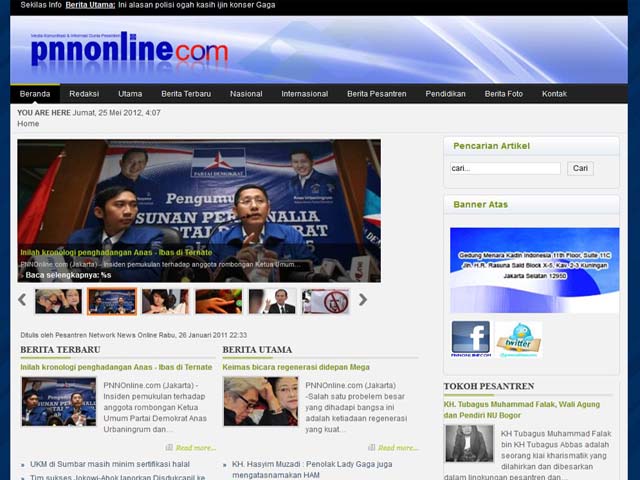 Sekilas Info Berita Utama: Ini alasan polisi ogah kasih ijin konser Gaga
Media Komunikasi & Informasi Dunia Pesantren
pnnonline.com
Beranda Redaksi Utama Berita Terbaru Nasional Internasional Berita Pesantren Pendidikan Berita Foto Kontak
YOU ARE HERE Jumat, 25 Mei 2012, 4:07
Home
PARTAI DEMOKRAT
Anas Urbaningrum
Pengumu
SUNAN PERSONALIA
Inilah kronologi penghadangan Anas - Ibas di Ternate
PNNOnline.com (Jakarta) - Insiden pemukulan terhadap anggota rombongan Ketua Umum...
- Baca selengkapnya: %s
Ditulis oleh Pesantren Network News Online Rabu, 26 Januari 2011 22:33
BERITA TERBARU
Inilah kronologi penghadangan Anas - Ibas di Ternate
PNNOnline.com (Jakarta) -
Insiden pemukulan terhadap
anggota rombongan Ketua
Umum Partai Demokrat Anas
Urbaningrum dan...
Read more...
UKM di Sumbar masih minim sertifikasi halal
Tim sukses Jokowi-Ahok laporkan Disdukcapil ke
BERITA UTAMA
Keimas bicara regenerasi didepan Mega
PNNOnline.com (Jakarta)
-Salah satu probelem besar
yang dihadapi bangsa ini
adalah ketiadaan regenerasi
yang kuat...
Read more...
KH. Hasyim Muzadi : Penolak Lady Gaga juga
mengatasnamakan HAM
Pencarian Artikel
cari...
Cari
Banner Atas
Gedung Menara Kadin Indonesia 11th Floor, Suite 11C
Jln. H.R. Rasuna Said Block X-5, Kav. 2-3 Kuningan
Jakarta Selatan 12950
PNNONLINECOM
twitter
TOKOH PESANTREN
KH. Tubagus Muhammad Falak, Wali Agung
dan Pendiri NU Bogor
KH Tubagus Muhammad Falak
bin KH Tubagus Abbas adalah
seorang kiai kharismatik yang
dilahirkan dan dibesarkan
dalam lingkungan pesantren dan